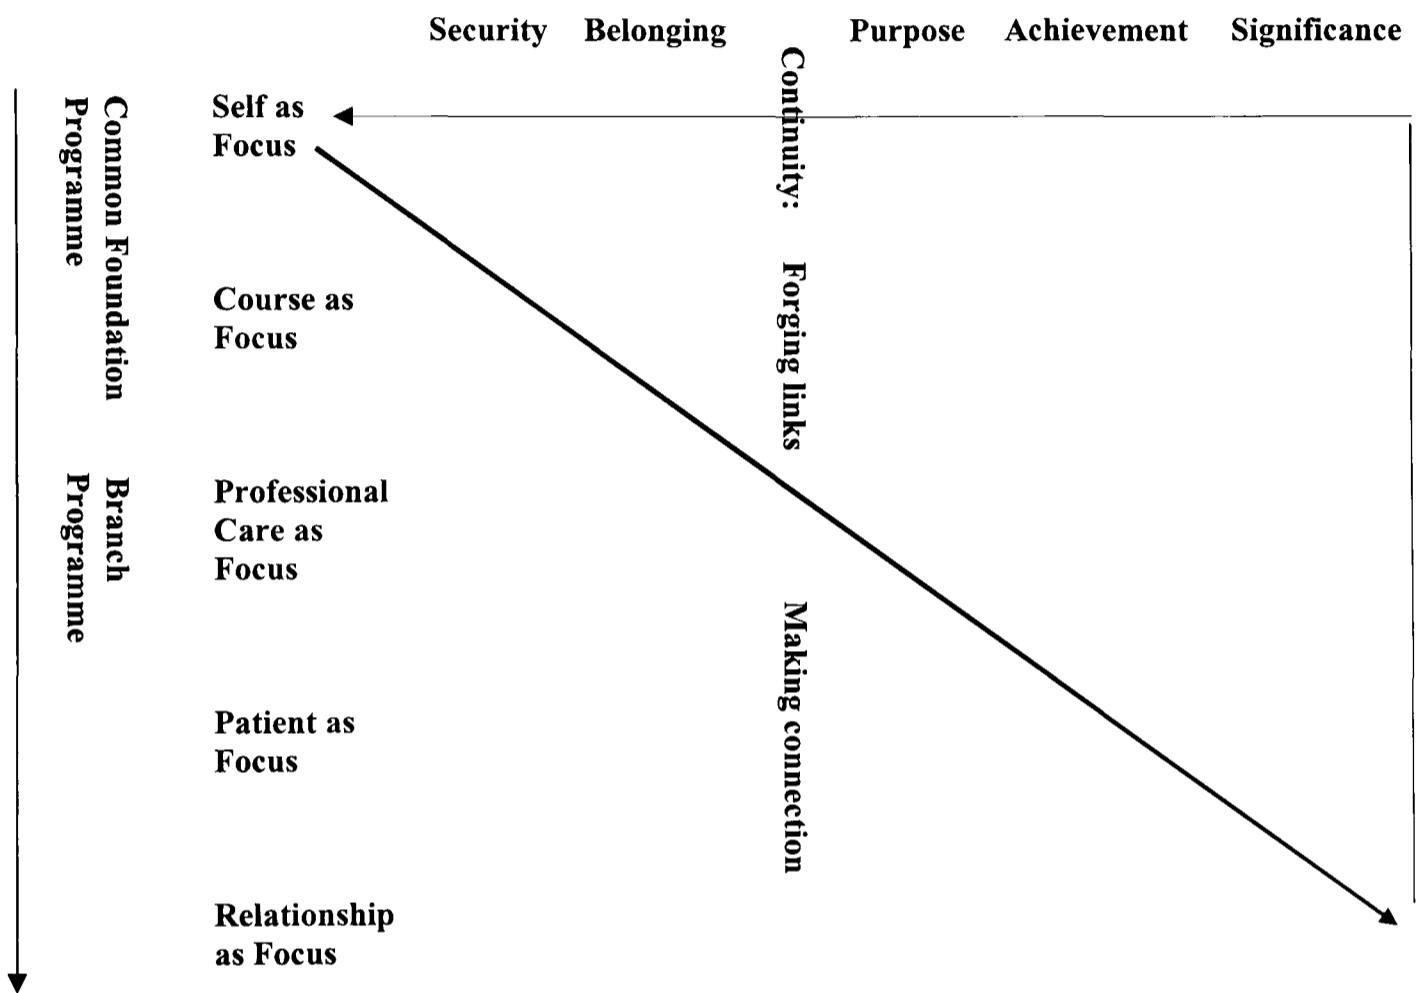 Security Belonging Purpose Achievement Significance
Continuity: Forging links Making connection
Common Foundation
Programme
Branch
Programme
Self as
Focus
Course as
Focus
Professional
Care as
Focus
Patient as
Focus
Relationship
as Focus